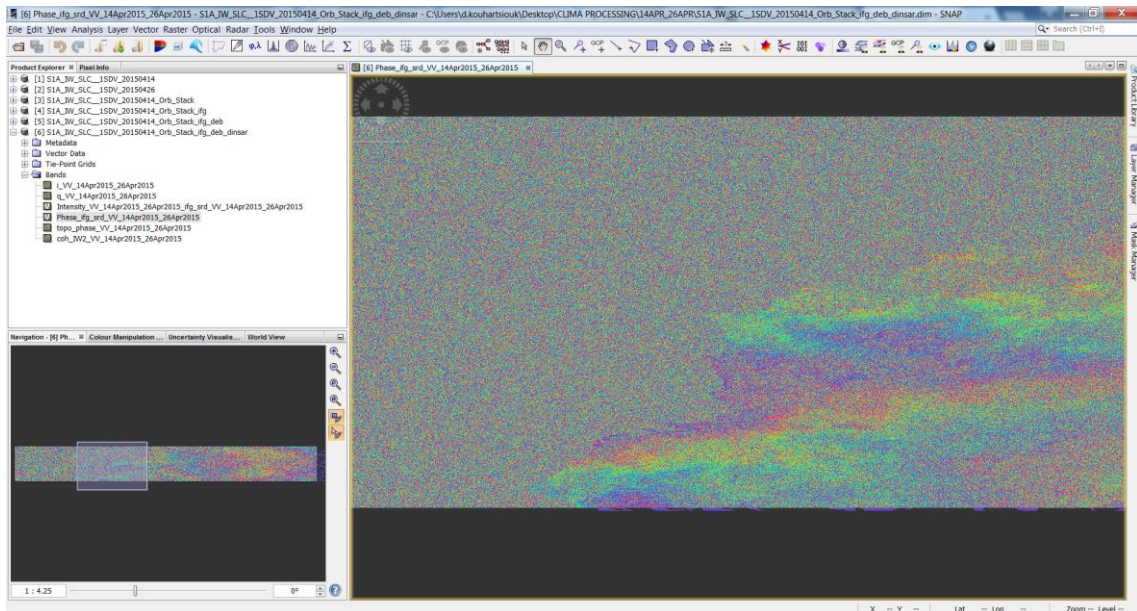 [6] Phase_ifg_srd_VV_14Apr2015_26Apr2015 - S1A_IW_SLC__1SDV_20150414_Orb_Stack_ifg_deb_dinsar - C:\Users\d.kouhartsiouk\Desktop\CLIMA PROCESSING\14APR_26APR\S1A_IW_SLC__1SDV_20150414_Orb_Stack_ifg_deb_dinsar.dim - SNAP
File Edit View Analysis Layer Vector Raster Optical Radar Tools Window Help
Search (Ctrl+I)
Product Explorer Pixel Info
[1] S1A_IW_SLC__1SDV_20150414
[2] S1A_IW_SLC__1SDV_20150426
[3] S1A_IW_SLC__1SDV_20150414_Orb_Stack
[4] S1A_IW_SLC__1SDV_20150414_Orb_Stack_ifg
[5] S1A_IW_SLC__1SDV_20150414_Orb_Stack_ifg_deb
[6] S1A_IW_SLC__1SDV_20150414_Orb_Stack_ifg_deb_dinsar
Metadata
Vector Data
Tie-Point Grids
Bands
i_VV_14Apr2015_26Apr2015
q_VV_14Apr2015_26Apr2015
Intensity_VV_14Apr2015_26Apr2015_ifg_srd_VV_14Apr2015_26Apr2015
Phase_ifg_srd_VV_14Apr2015_26Apr2015
topo_phase_VV_14Apr2015_26Apr2015
coh_IW2_VV_14Apr2015_26Apr2015
[6] Phase_ifg_srd_VV_14Apr2015_26Apr2015
Product Library
Layer Manager
Mask Manager
Navigation - [6] Ph... Colour Manipulation ... Uncertainty Visualis... World View
1 : 4.25
0°
X -- Y -- Lat -- Lon -- Zoom -- Level --